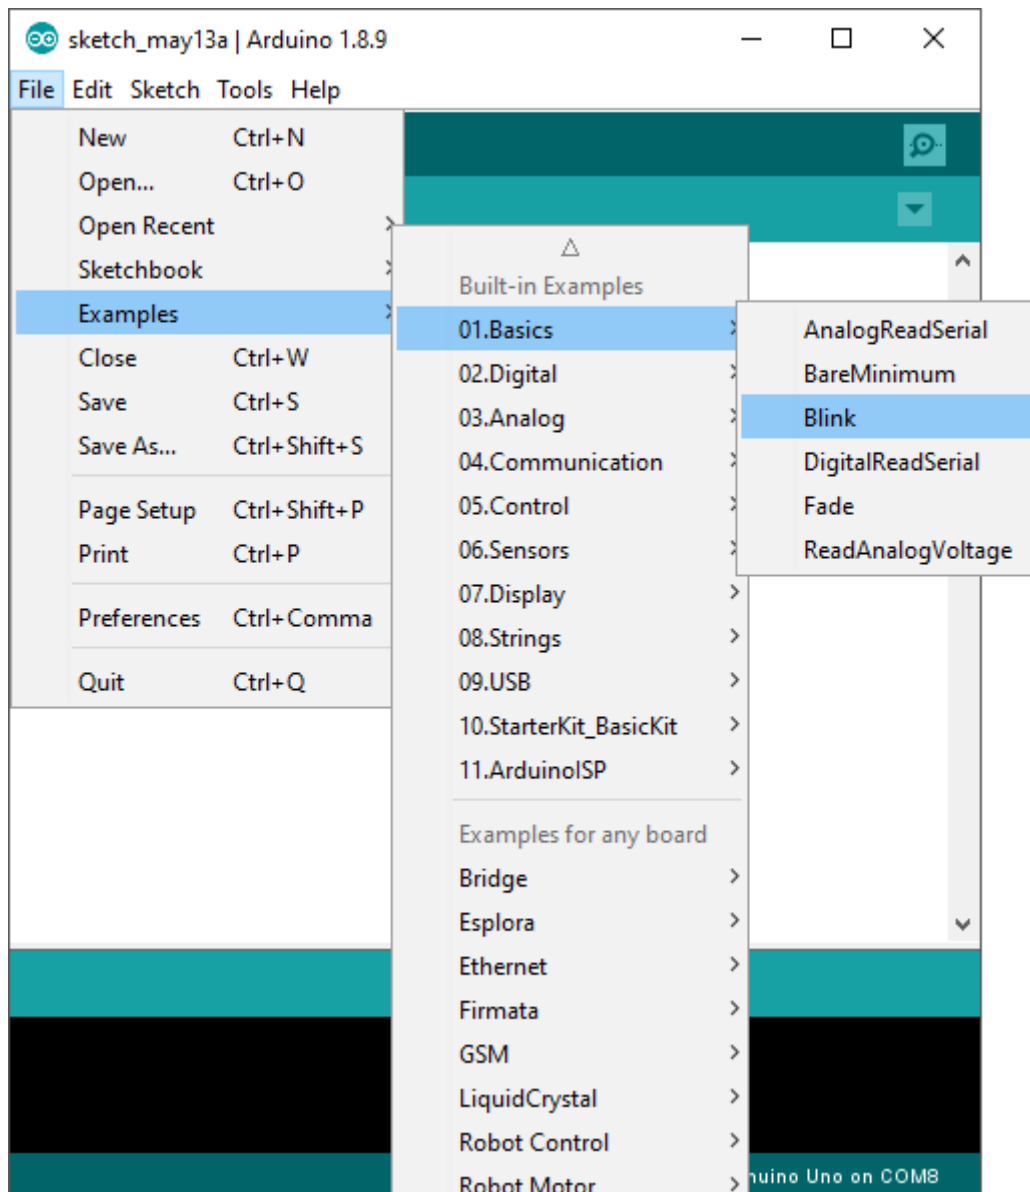 sketch_may13a | Arduino 1.8.9
File Edit Sketch Tools Help
New Ctrl+N
Open... Ctrl+O
Open Recent
Sketchbook
Examples
Close Ctrl+W
Save Ctrl+S
Save As... Ctrl+Shift+S
Page Setup Ctrl+Shift+P
Print Ctrl+P
Preferences Ctrl+Comma
Quit Ctrl+Q
Built-in Examples
01.Basics
02.Digital
03.Analog
04.Communication
05.Control
06.Sensors
07.Display
08.Strings
09.USB
10.StarterKit_BasicKit
11.ArduinoISP
Examples for any board
Bridge
Esplora
Ethernet
Firmata
GSM
LiquidCrystal
Robot Control
Robot Motor
AnalogReadSerial
BareMinimum
Blink
DigitalReadSerial
Fade
ReadAnalogVoltage
Uno on COM8